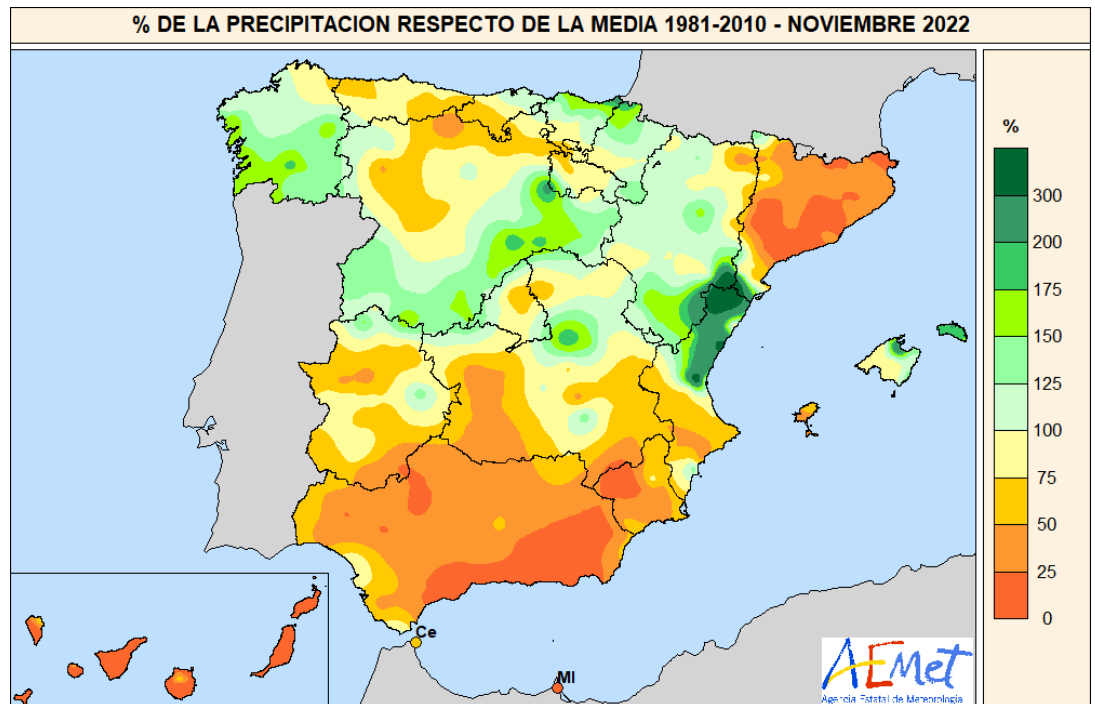 % DE LA PRECIPITACION RESPECTO DE LA MEDIA 1981-2010 - NOVIEMBRE 2022
%
300
200
175
150
125
100
75
50
25
0
Ce
Ml
AEMet
Agencia Estatal de Meteorología